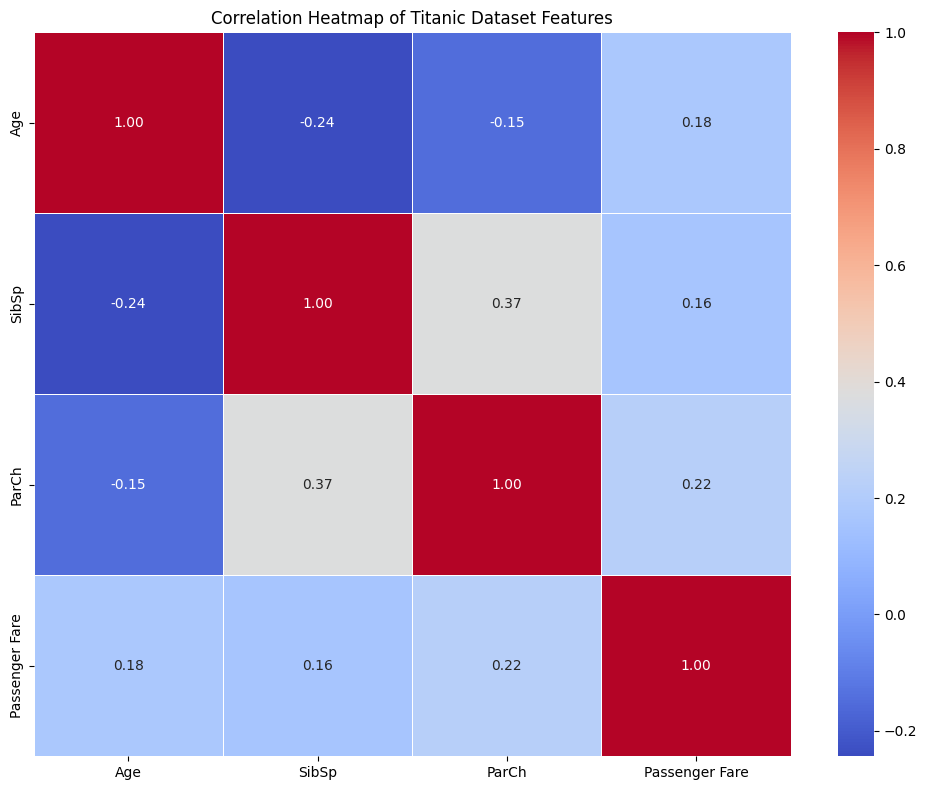 Correlation Heatmap of Titanic Dataset Features
Age 1.00 -0.24 -0.15 0.18
SibSp -0.24 1.00 0.37 0.16
ParCh -0.15 0.37 1.00 0.22
Passenger Fare 0.18 0.16 0.22 1.00
Age SibSp ParCh Passenger Fare
1.0
0.8
0.6
0.4
0.2
0.0
−0.2